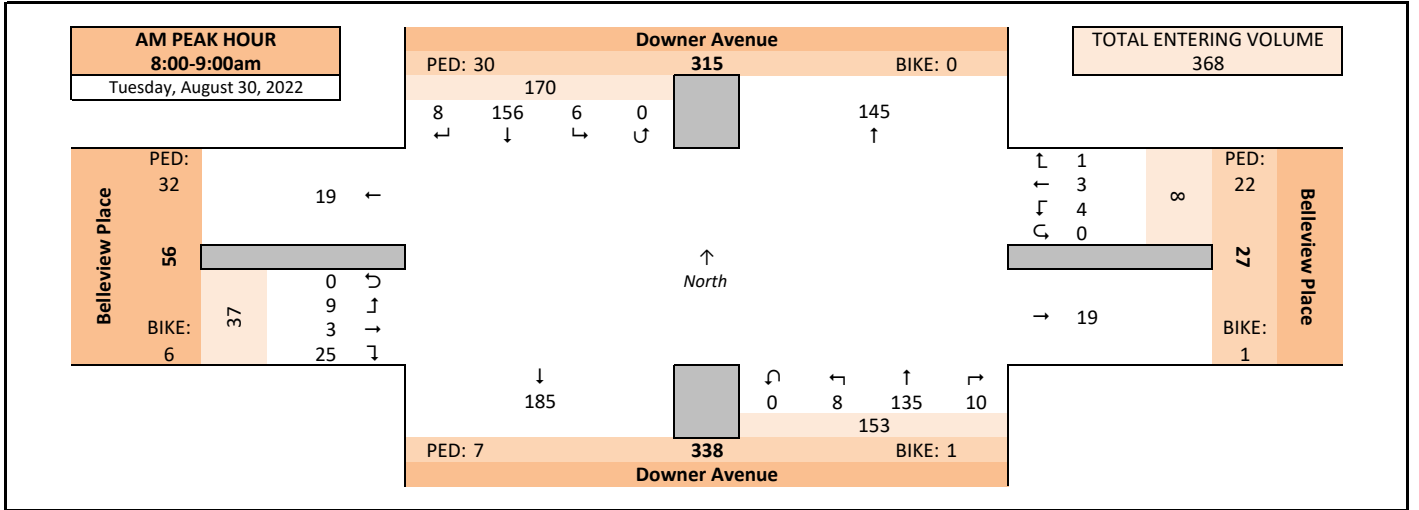 AM PEAK HOUR
8:00-9:00am
Tuesday, August 30, 2022
Downer Avenue
PED: 30 315 BIKE: 0
170
8 156 6 0
↵ ↓ ↳ ↺
145
↑
TOTAL ENTERING VOLUME
368
Belleview Place
PED:
32
56
BIKE:
6
19 ←
37
0 ⮌
9 ↰
3 →
25 ↴
↑
North
↑ 1
← 3
↓ 4
⮎ 0
8
PED:
22
27
BIKE:
1
Belleview Place
→ 19
↓
185
↶ ↰ ↑ ↱
0 8 135 10
153
PED: 7 338 BIKE: 1
Downer Avenue